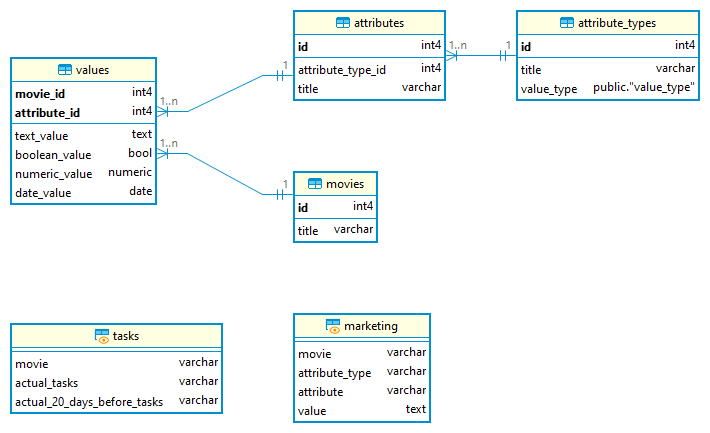 values
movie_id int4
attribute_id int4
text_value text
boolean_value bool
numeric_value numeric
date_value date
1..n
1..n
1
1
attributes
id int4
attribute_type_id int4
title varchar
1..n
1
attribute_types
id int4
title varchar
value_type public."value_type"
movies
id int4
title varchar
tasks
movie varchar
actual_tasks varchar
actual_20_days_before_tasks varchar
marketing
movie varchar
attribute_type varchar
attribute varchar
value text